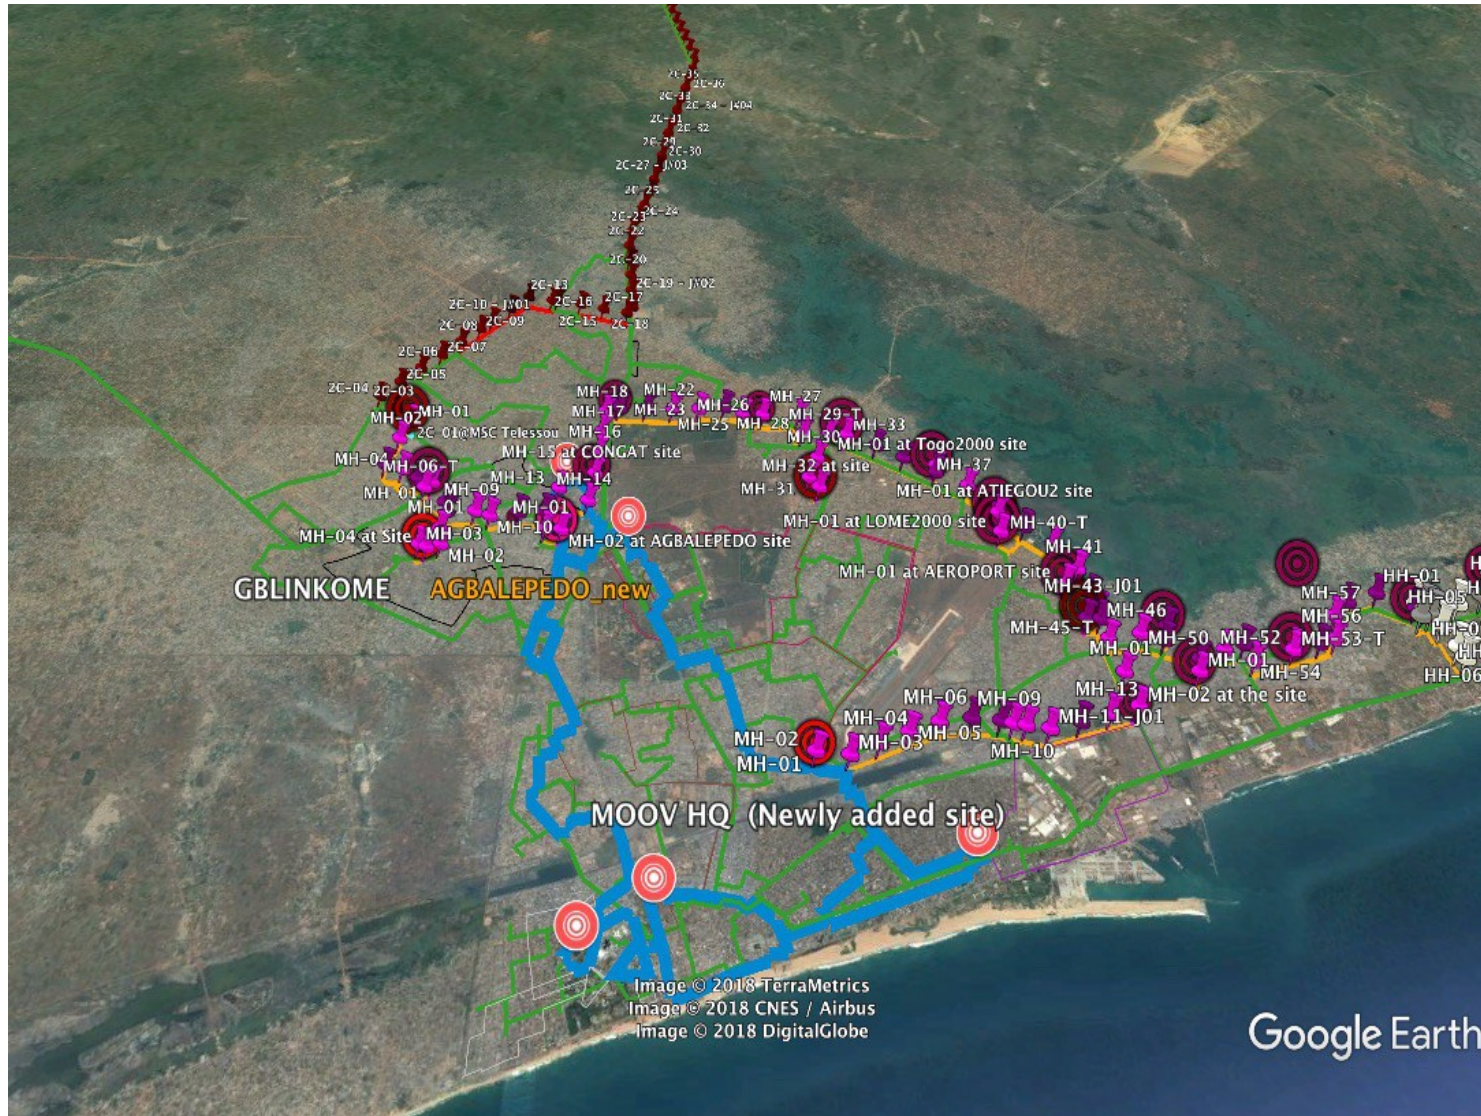 2C-35
2C-36
2C-33
2C-34 - J#04
2C-31
2C-32
2C-29
2C-30
2C-27 - J#03
2C-25
2C-24
2C-23
2C-22
2C-20
2C-19 - J#02
2C-13
2C-10 - J#01
2C-16
2C-17
2C-08
2C-09
2C-15
2C-18
2C-06
2C-07
2C-05
2C-04
2C-03
MH-18
MH-22
MH-27
MH-02
MH-01
MH-17
MH-23
MH-26
MH-29-T
2C-01@MSC Telessou
MH-16
MH-25
MH-28
MH-33
MH-30
MH-01 at Togo2000 site
MH-15 at CONGAT site
MH-04
MH-06-T
MH-32 at site
MH-37
MH-13
MH-14
MH-01
MH-09
MH-31
MH-01 at ATIEGOU2 site
MH-01
MH-01
MH-01 at LOME2000 site
MH-40-T
MH-04 at Site
MH-03
MH-10
MH-02 at AGBALEPEDO site
MH-41
MH-02
MH-01 at AEROPORT site
GBLINKOME
AGBALEPEDO_new
MH-43-J01
MH-57
HH-01
HH-05
MH-46
MH-56
MH-45-T
MH-50
MH-52
MH-53-T
MH-01
MH-01
MH-54
HH-06
MH-13
MH-02 at the site
MH-06
MH-09
MH-04
MH-11-J01
MH-02
MH-03
MH-05
MH-10
MH-01
MOOV HQ (Newly added site)
Image © 2018 TerraMetrics
Image © 2018 CNES / Airbus
Image © 2018 DigitalGlobe
Google Earth